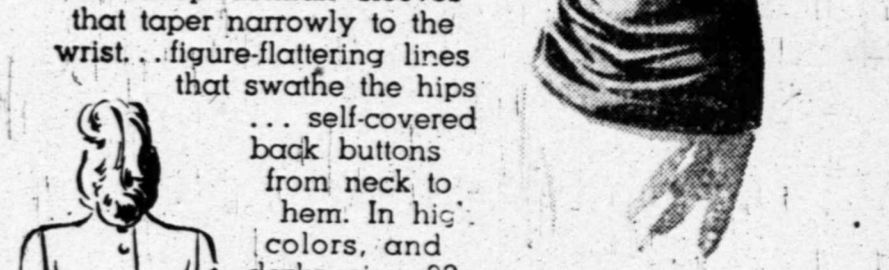 that taper narrowly to the
wrist...figure-flattering lines
that swathe the hips
... self-covered
back buttons
from neck to
hem. In
colors, and